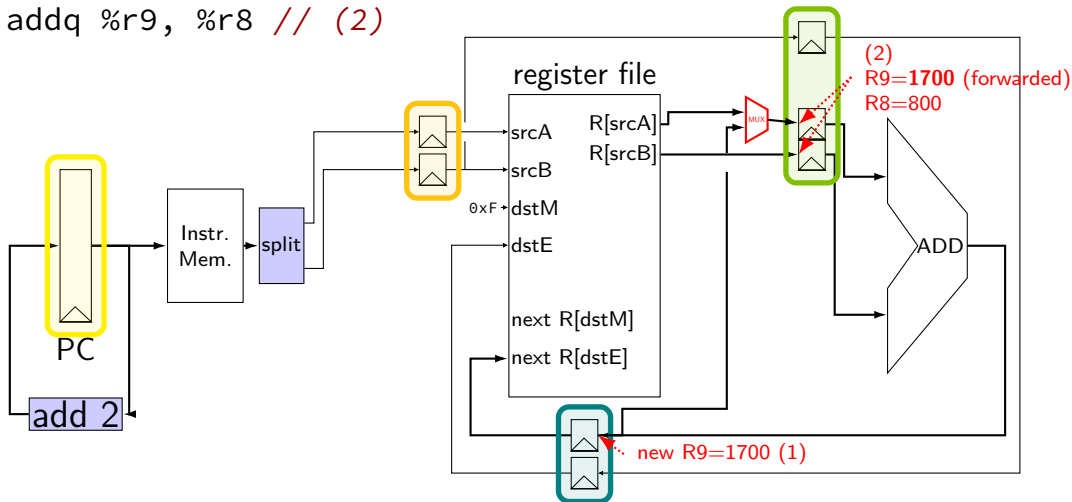 addq %r9, %r8 // (2)
register file
(2)
R9=1700 (forwarded)
R8=800
MUX
R[srcA]
R[srcB]
srcA
srcB
0xF
dstM
dstE
Instr.
Mem.
split
ADD
next R[dstM]
next R[dstE]
PC
add 2
new R9=1700 (1)